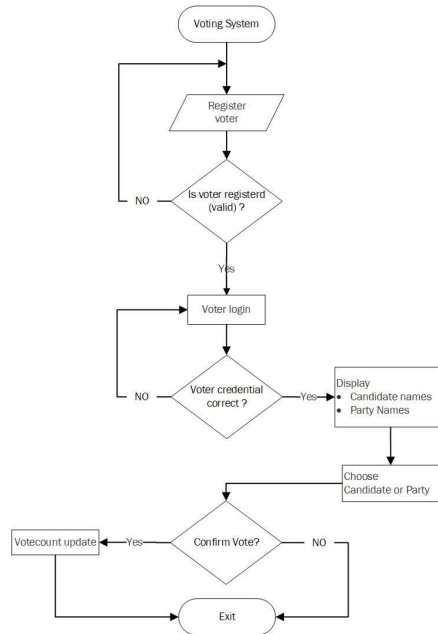 Voting System
Register
voter
Is voter registerd
(valid) ?
NO
Yes
Voter login
Voter credential
correct ?
NO
Yes
Display
• Candidate names
• Party Names
Choose
Candidate or Party
Confirm Vote?
Yes
NO
Votecount update
Exit